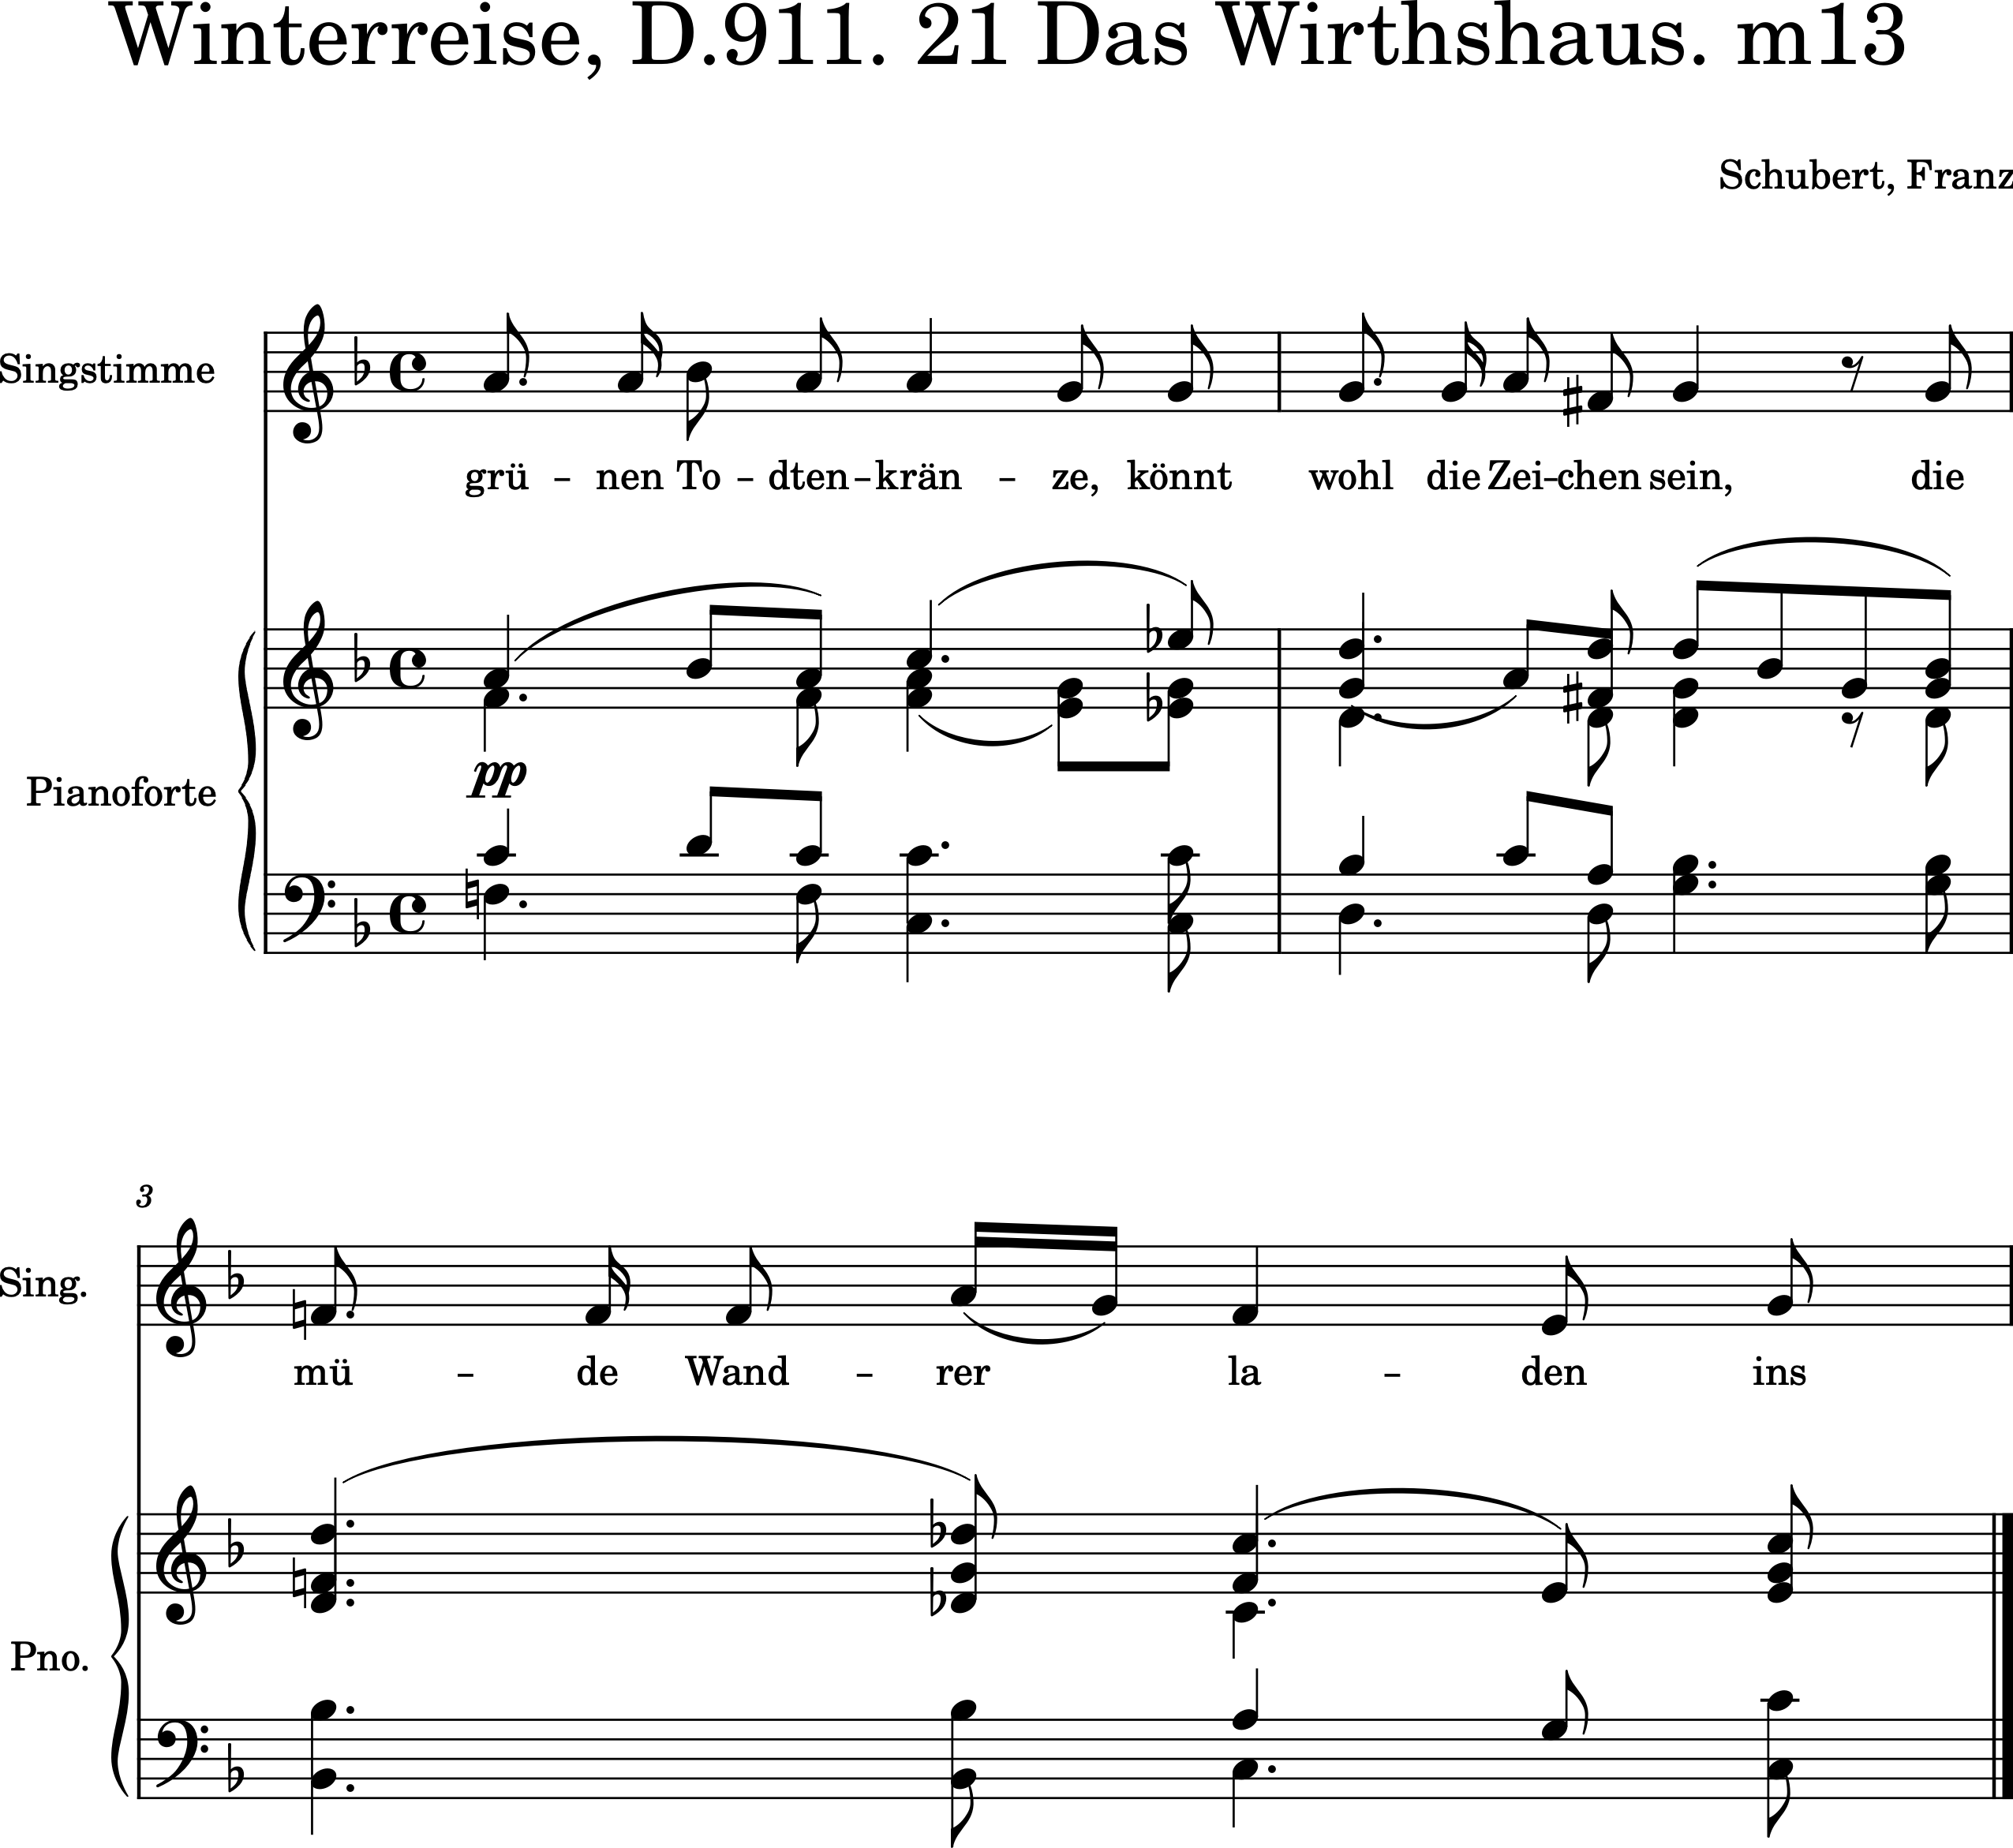 Winterreise, D.911. 21 Das Wirthshaus. m13
Schubert, Franz
Singstimme
grü – nen To – dten–krän – ze, könnt wohl die Zei–chen sein, die
Pianoforte
pp
3
Sing.
mü – de Wand – rer la – den ins
Pno.